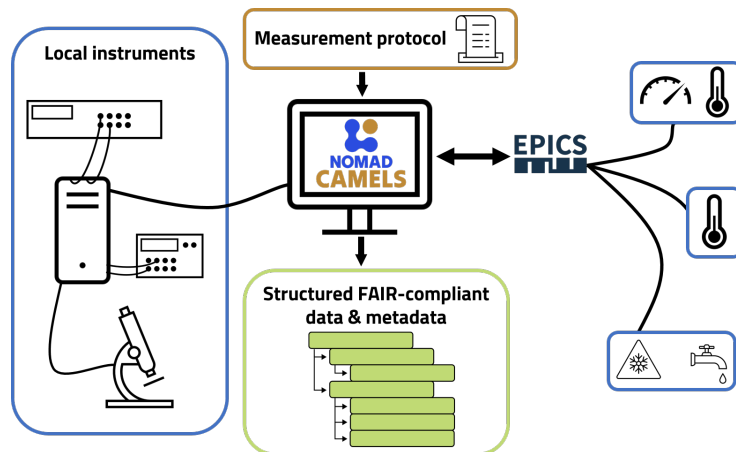 Local instruments
Measurement protocol
NOMAD
CAMELS
EPICS
Structured FAIR-compliant
data & metadata